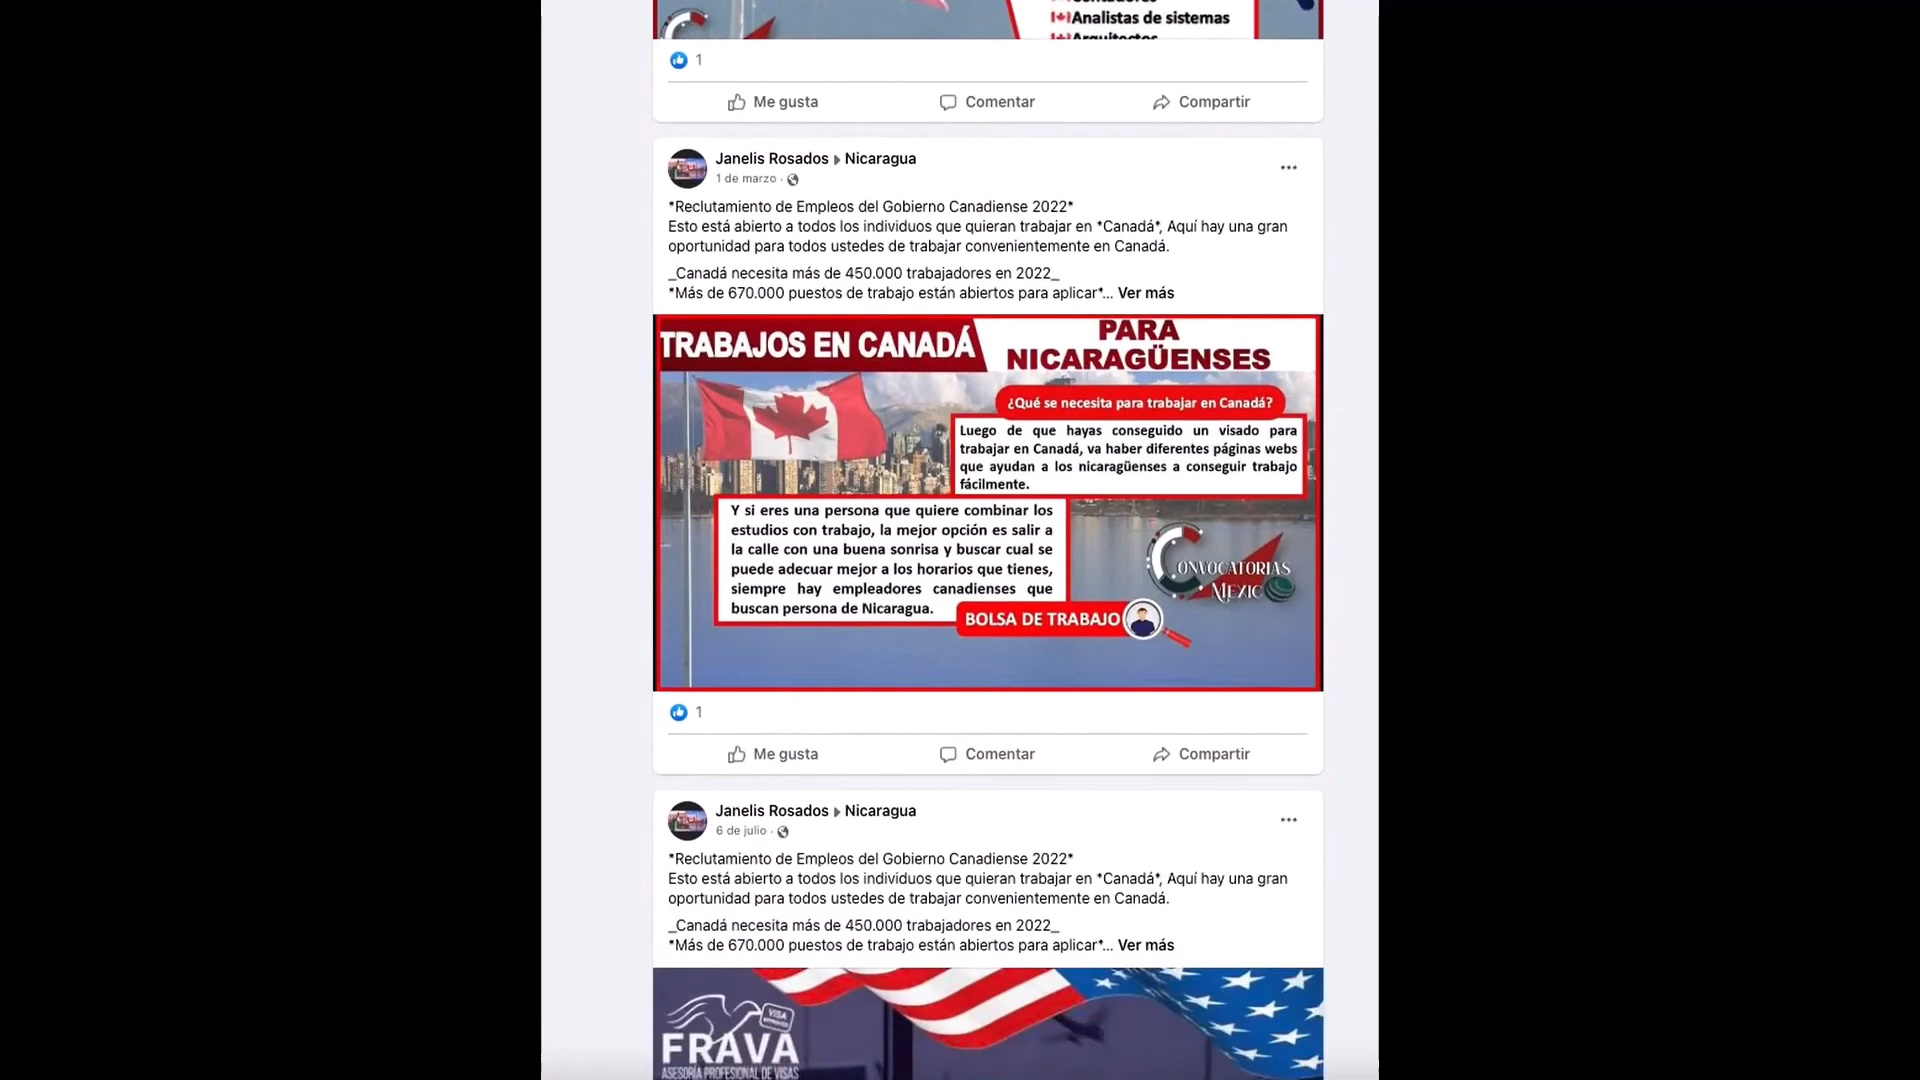 Contadores
Analistas de sistemas
Arquitectos
1
Me gusta
Comentar
Compartir
Janelis Rosados Nicaragua
1 de marzo ·
*Reclutamiento de Empleos del Gobierno Canadiense 2022*
Esto está abierto a todos los individuos que quieran trabajar en *Canadá*, Aquí hay una gran
oportunidad para todos ustedes de trabajar convenientemente en Canadá.
_Canadá necesita más de 450.000 trabajadores en 2022_
*Más de 670.000 puestos de trabajo están abiertos para aplicar*... Ver más
TRABAJOS EN CANADÁ
PARA
NICARAGÜENSES
¿Qué se necesita para trabajar en Canadá?
Luego de que hayas conseguido un visado para
trabajar en Canadá, va haber diferentes páginas webs
que ayudan a los nicaragüenses a conseguir trabajo
fácilmente.
Y si eres una persona que quiere combinar los
estudios con trabajo, la mejor opción es salir a
la calle con una buena sonrisa y buscar cual se
puede adecuar mejor a los horarios que tienes,
siempre hay empleadores canadienses que
buscan persona de Nicaragua.
CONVOCATORIAS
MEXICO
BOLSA DE TRABAJO
1
Me gusta
Comentar
Compartir
Janelis Rosados Nicaragua
6 de julio ·
*Reclutamiento de Empleos del Gobierno Canadiense 2022*
Esto está abierto a todos los individuos que quieran trabajar en *Canadá*, Aquí hay una gran
oportunidad para todos ustedes de trabajar convenientemente en Canadá.
_Canadá necesita más de 450.000 trabajadores en 2022_
*Más de 670.000 puestos de trabajo están abiertos para aplicar*... Ver más
VISA
FRAVA
ASESORÍA PROFESIONAL DE VISAS